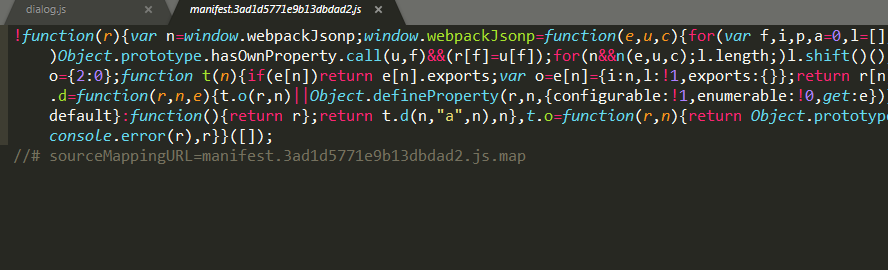 dialog.js × manifest.3ad1d5771e9b13dbdad2.js ×
!function(r){var n=window.webpackJsonp;window.webpackJsonp=function(e,u,c){for(var f,i,p,a=0,l=[]
)Object.prototype.hasOwnProperty.call(u,f)&&(r[f]=u[f]);for(n&&n(e,u,c);l.length;)l.shift()()
o={2:0};function t(n){if(e[n])return e[n].exports;var o=e[n]={i:n,l:!1,exports:{}};return r[n
.d=function(r,n,e){t.o(r,n)||Object.defineProperty(r,n,{configurable:!1,enumerable:!0,get:e})
default}:function(){return r};return t.d(n,"a",n),n},t.o=function(r,n){return Object.prototype
console.error(r),r}}([]);
//# sourceMappingURL=manifest.3ad1d5771e9b13dbdad2.js.map